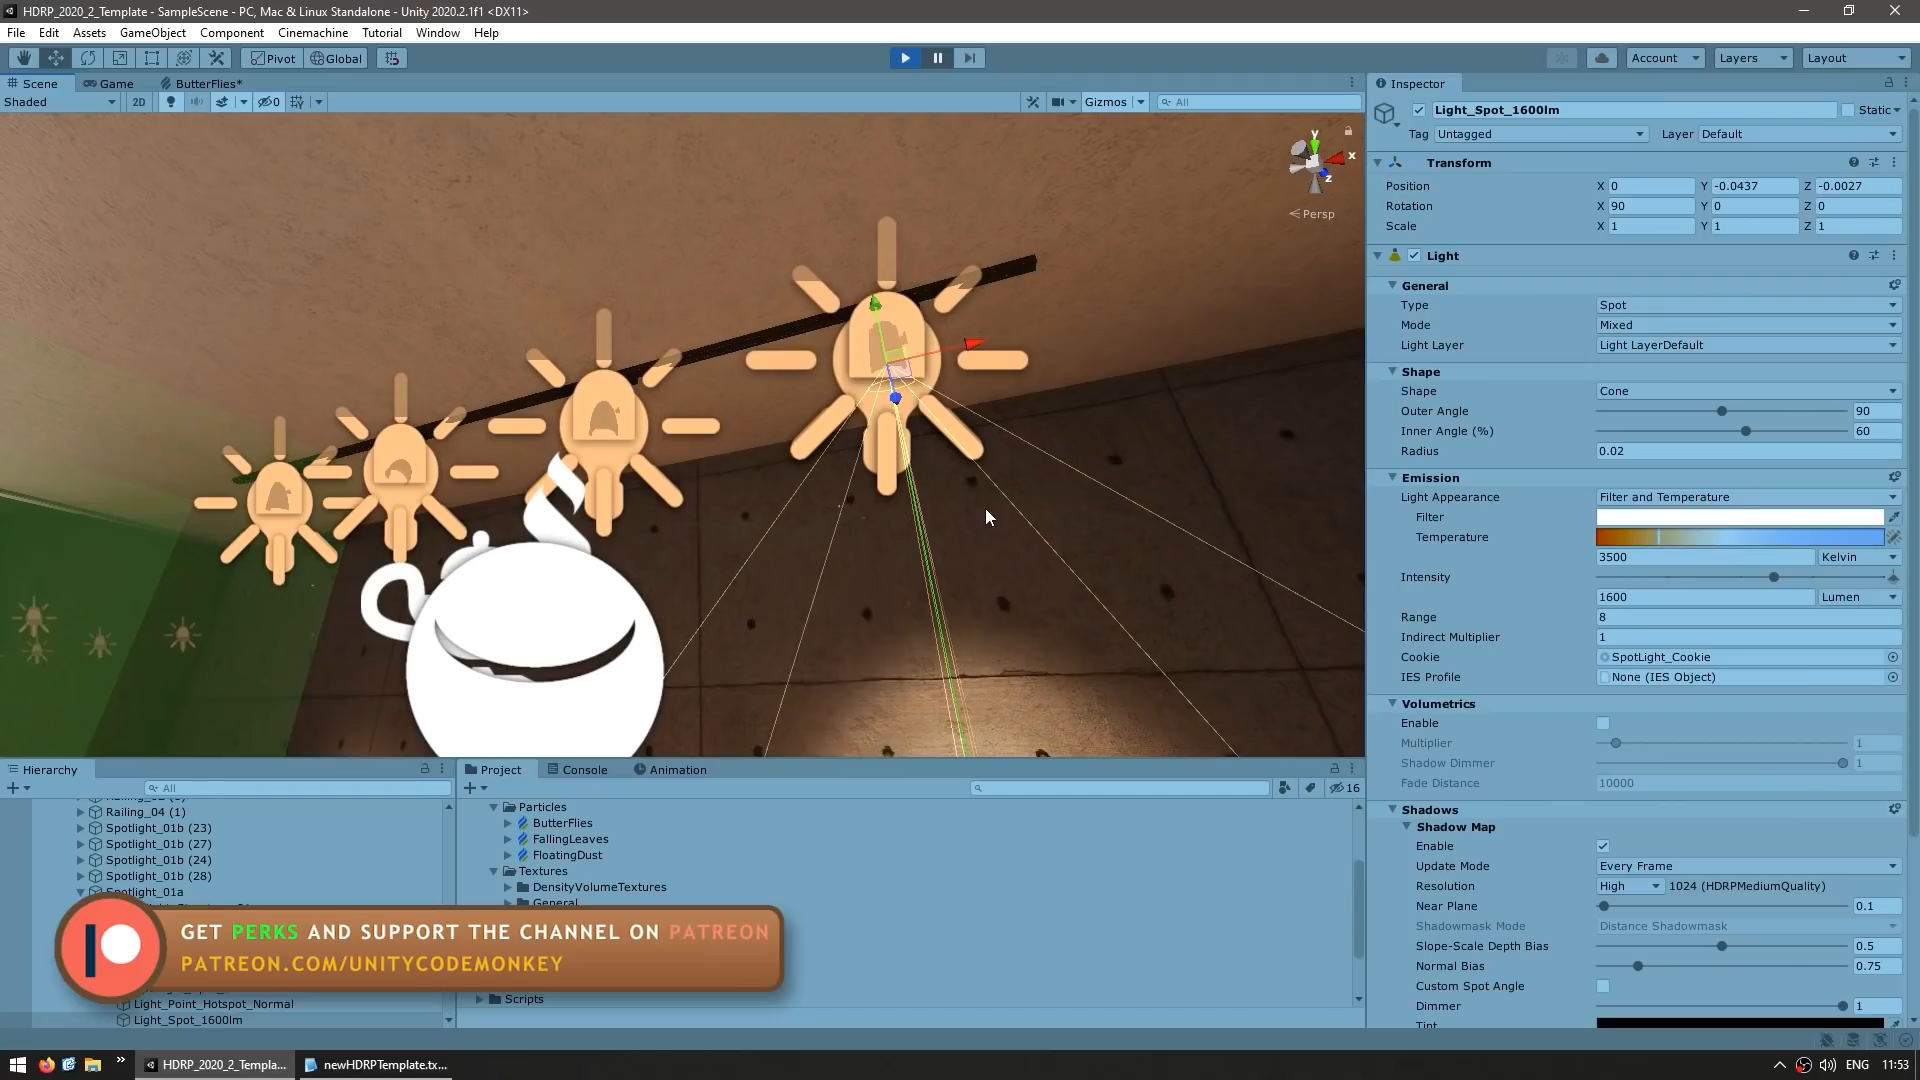 HDRP_2020_2_Template - SampleScene - PC, Mac & Linux Standalone - Unity 2020.2.1f1 <DX11>
File Edit Assets GameObject Component Cinemachine Tutorial Window Help
Pivot Global Account Layers Layout
Scene Game ButterFlies*
Shaded 2D 0 Gizmos All
y
x
z
Persp
Inspector
Light_Spot_1600lm Static
Tag Untagged Layer Default
Transform
Position X 0 Y -0.0437 Z -0.0027
Rotation X 90 Y 0 Z 0
Scale X 1 Y 1 Z 1
Light
General
Type Spot
Mode Mixed
Light Layer Light LayerDefault
Shape
Shape Cone
Outer Angle 90
Inner Angle (%) 60
Radius 0.02
Emission
Light Appearance Filter and Temperature
Filter
Temperature
3500 Kelvin
Intensity
1600 Lumen
Range 8
Indirect Multiplier 1
Cookie SpotLight_Cookie
IES Profile None (IES Object)
Volumetrics
Enable
Multiplier 1
Shadow Dimmer 1
Fade Distance 10000
Shadows
Shadow Map
Enable
Update Mode Every Frame
Resolution High 1024 (HDRPMediumQuality)
Near Plane 0.1
Shadowmask Mode Distance Shadowmask
Slope-Scale Depth Bias 0.5
Normal Bias 0.75
Custom Spot Angle
Dimmer 1
Tint
Hierarchy
All
Railing_04 (1)
Spotlight_01b (23)
Spotlight_01b (27)
Spotlight_01b (24)
Spotlight_01b (28)
Spotlight_01a
Light_Point_Hotspot_Normal
Light_Spot_1600lm
Project Console Animation
16
Particles
ButterFlies
FallingLeaves
FloatingDust
Textures
DensityVolumeTextures
General
Scripts
GET PERKS AND SUPPORT THE CHANNEL ON PATREON
PATREON.COM/UNITYCODEMONKEY
HDRP_2020_2_Templa... newHDRPTemplate.tx... ENG 11:53